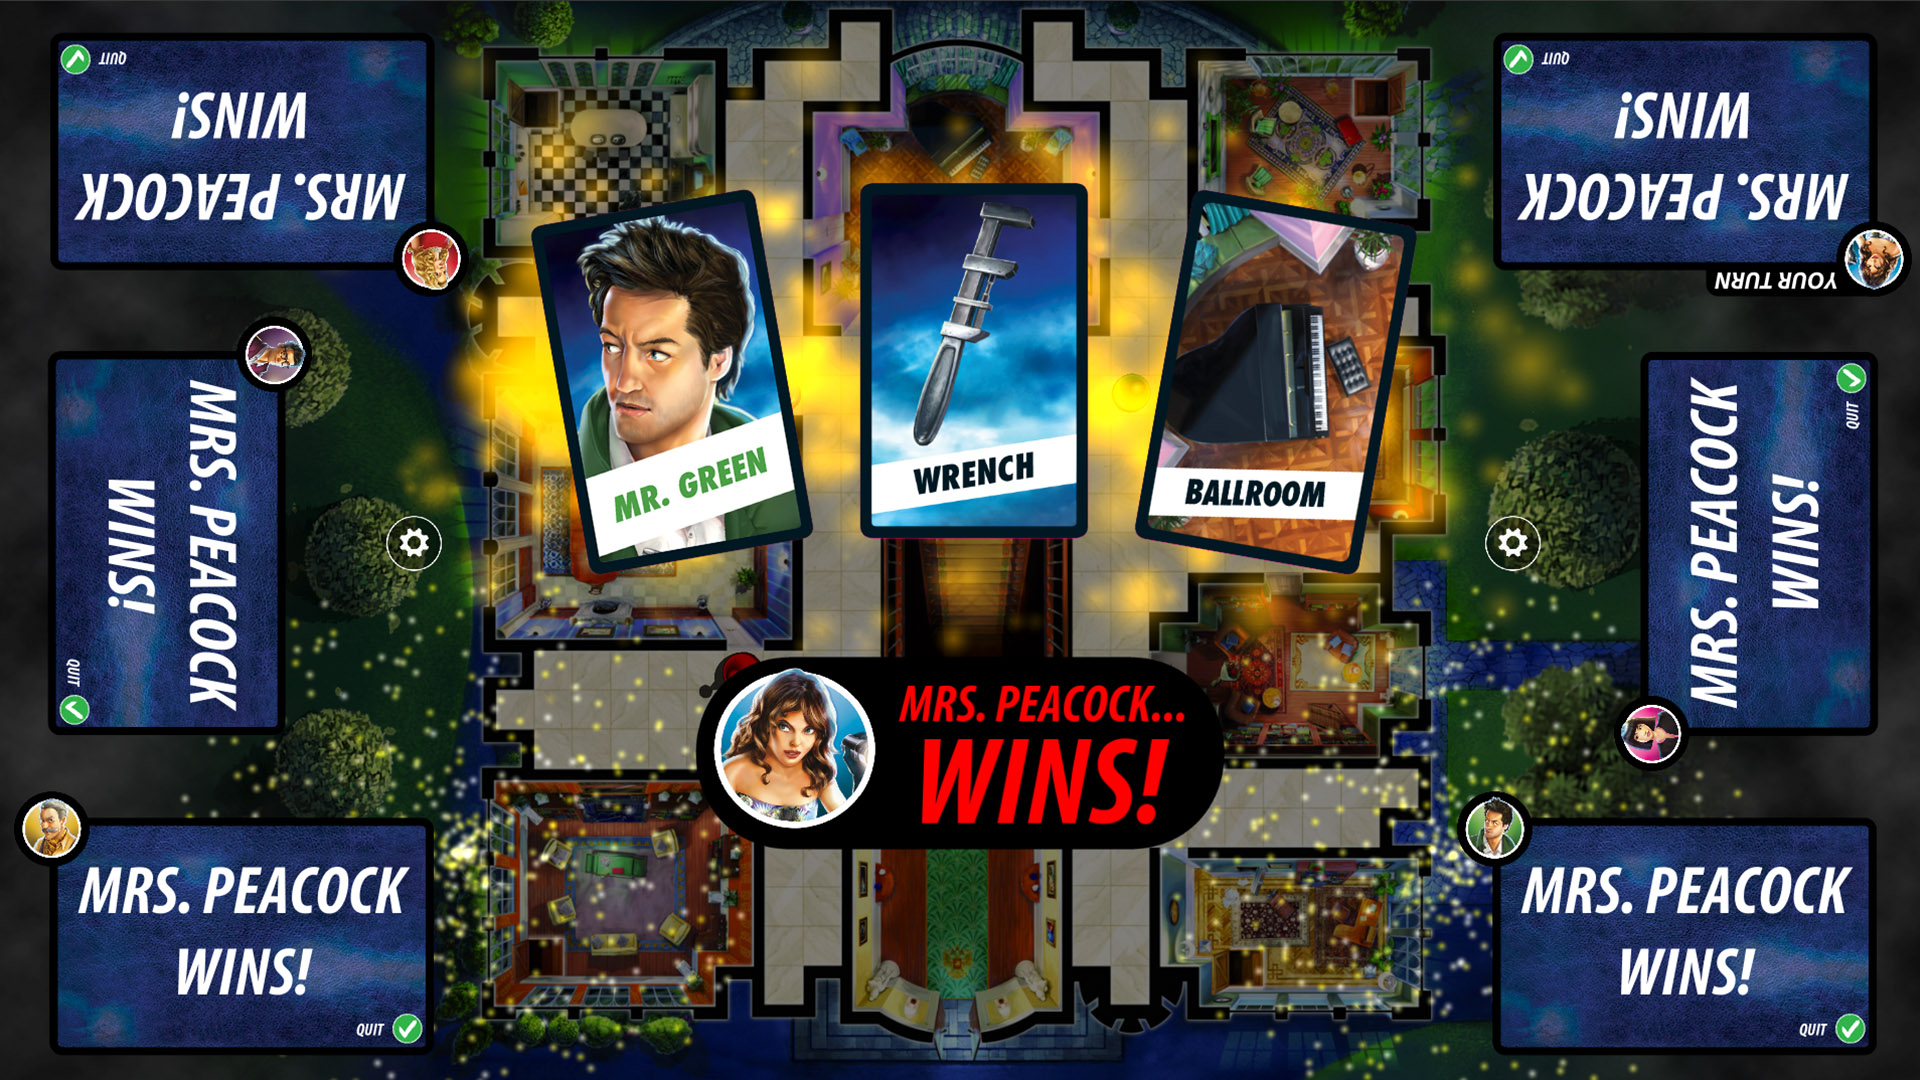 QUIT
MRS. PEACOCK
WINS!
QUIT
MRS. PEACOCK
WINS!
YOUR TURN
MRS. PEACOCK
WINS!
QUIT
MR. GREEN
WRENCH
BALLROOM
MRS. PEACOCK
WINS!
QUIT
MRS. PEACOCK...
WINS!
MRS. PEACOCK
WINS!
QUIT
MRS. PEACOCK
WINS!
QUIT